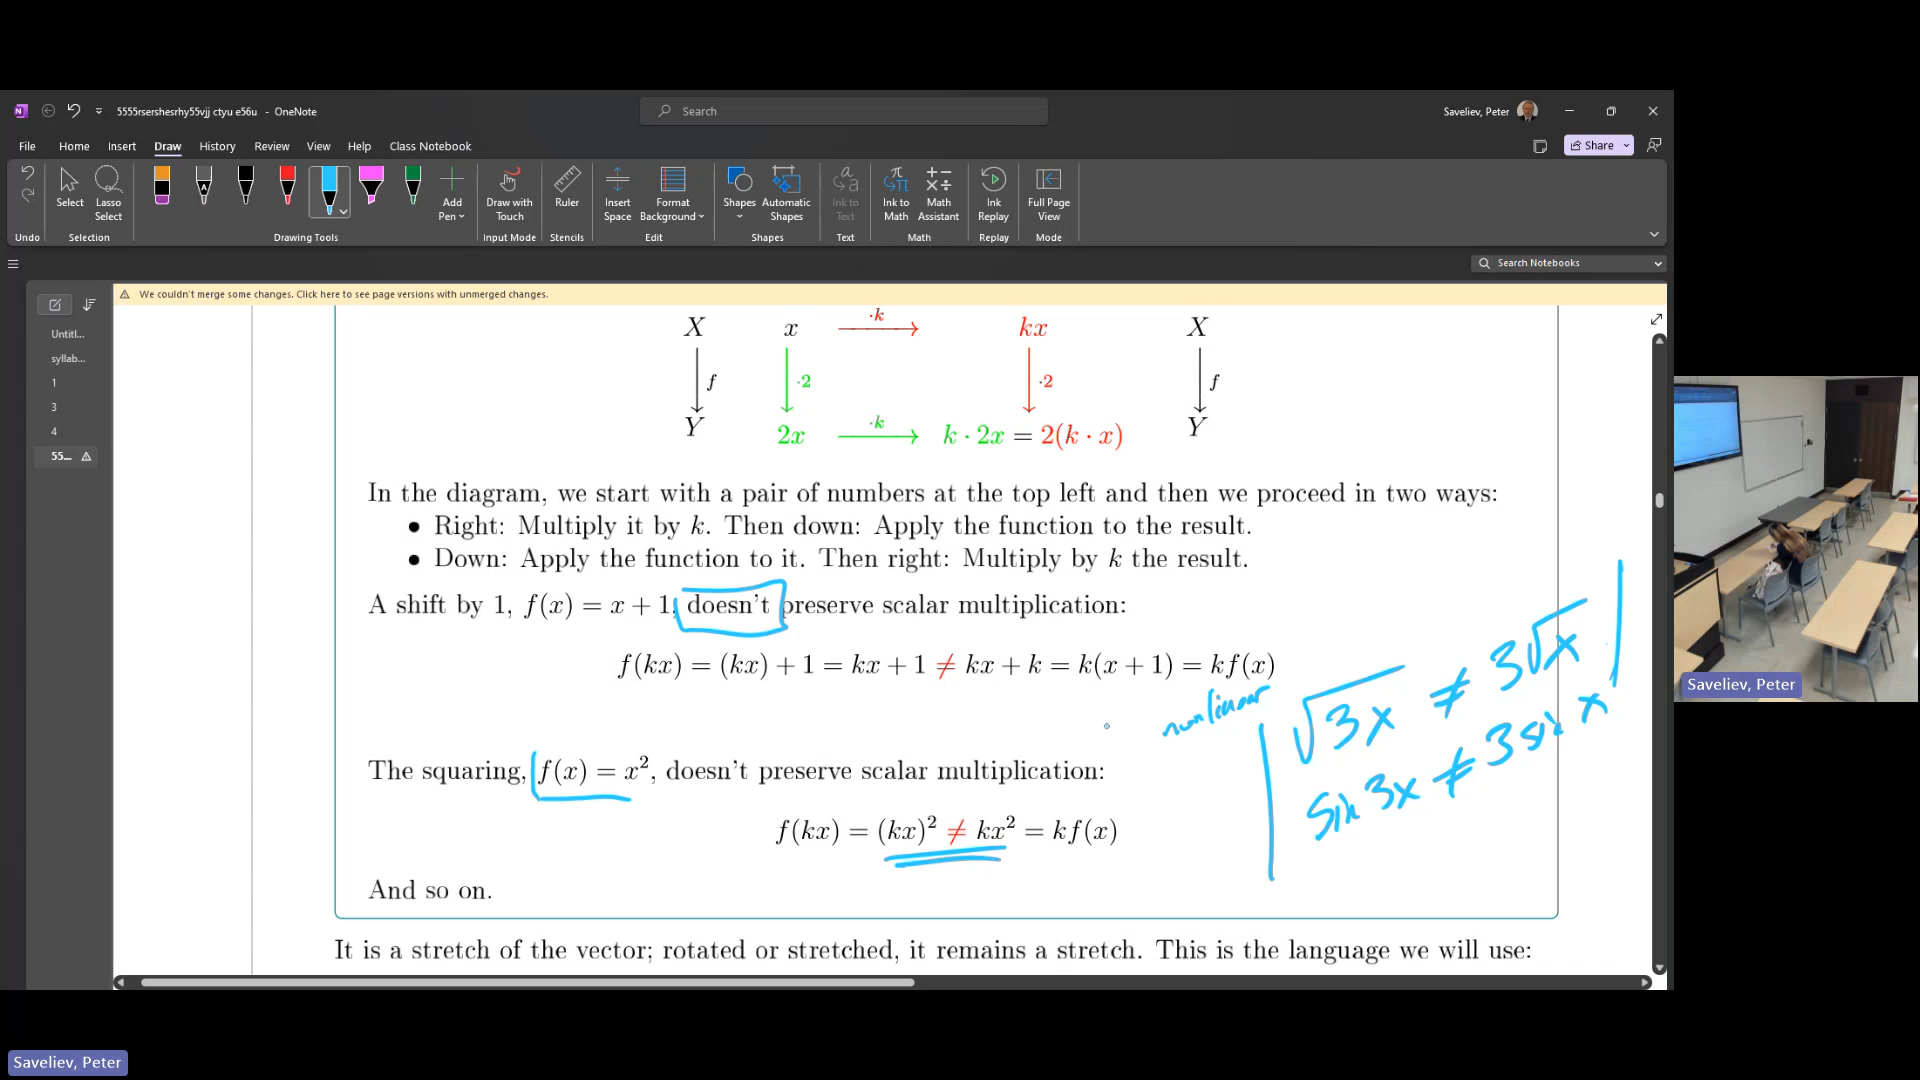 5555rsershesrhy55vjj ctyu e56u - OneNote
Search
Saveliev, Peter
File Home Insert Draw History Review View Help Class Notebook
Share
Undo
Select
Lasso Select
Selection
A
Drawing Tools
Add Pen
Draw with Touch
Input Mode
Ruler
Stencils
Insert Space
Format Background
Edit
Shapes
Automatic Shapes
Shapes
Ink to Text
Text
Ink to Math
Math Assistant
Math
Ink Replay
Replay
Full Page View
Mode
Search Notebooks
We couldn't merge some changes. Click here to see page versions with unmerged changes.
Untitl...
syllab...
1
3
4
55...
X x ·k kx X
f ·2 ·2 f
Y 2x ·k k · 2x = 2(k · x) Y
In the diagram, we start with a pair of numbers at the top left and then we proceed in two ways:
• Right: Multiply it by k. Then down: Apply the function to the result.
• Down: Apply the function to it. Then right: Multiply by k the result.
A shift by 1, f(x) = x + 1, doesn't preserve scalar multiplication:
f(kx) = (kx) + 1 = kx + 1 ≠ kx + k = k(x + 1) = kf(x)
nonlinear
√3x ≠ 3√x
sin 3x ≠ 3 sin x
The squaring, f(x) = x², doesn't preserve scalar multiplication:
f(kx) = (kx)² ≠ kx² = kf(x)
And so on.
It is a stretch of the vector; rotated or stretched, it remains a stretch. This is the language we will use:
Saveliev, Peter
Saveliev, Peter